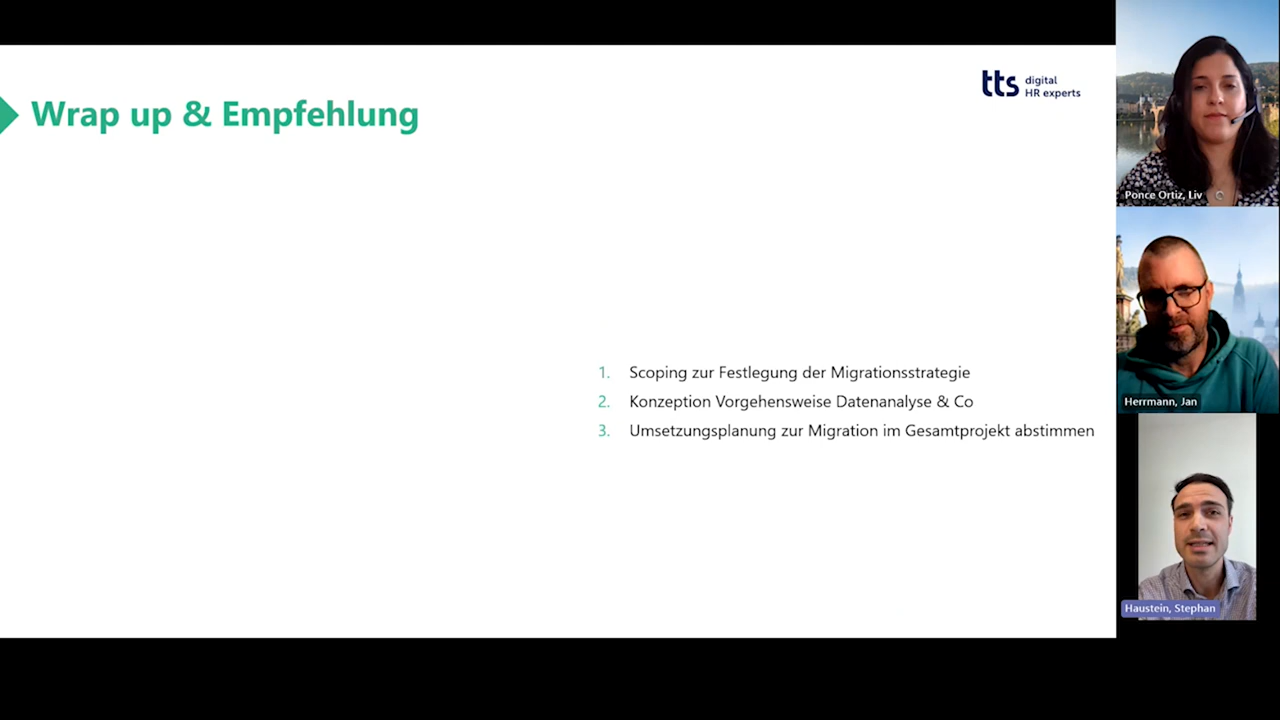 Wrap up & Empfehlung
tts digital
HR experts
1. Scoping zur Festlegung der Migrationsstrategie
2. Konzeption Vorgehensweise Datenanalyse & Co
3. Umsetzungsplanung zur Migration im Gesamtprojekt abstimmen
Ponce Ortiz, Liv
Herrmann, Jan
Haustein, Stephan